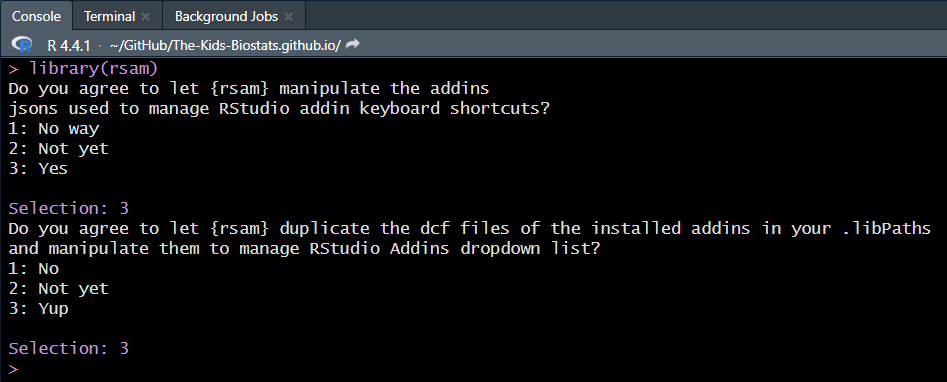 Console Terminal Background Jobs
R 4.4.1 · ~/GitHub/The-Kids-Biostats.github.io/
> library(rsam)
Do you agree to let {rsam} manipulate the addins
jsons used to manage RStudio addin keyboard shortcuts?
1: No way
2: Not yet
3: Yes
Selection: 3
Do you agree to let {rsam} duplicate the dcf files of the installed addins in your .libPaths
and manipulate them to manage RStudio Addins dropdown list?
1: No
2: Not yet
3: Yup
Selection: 3
>